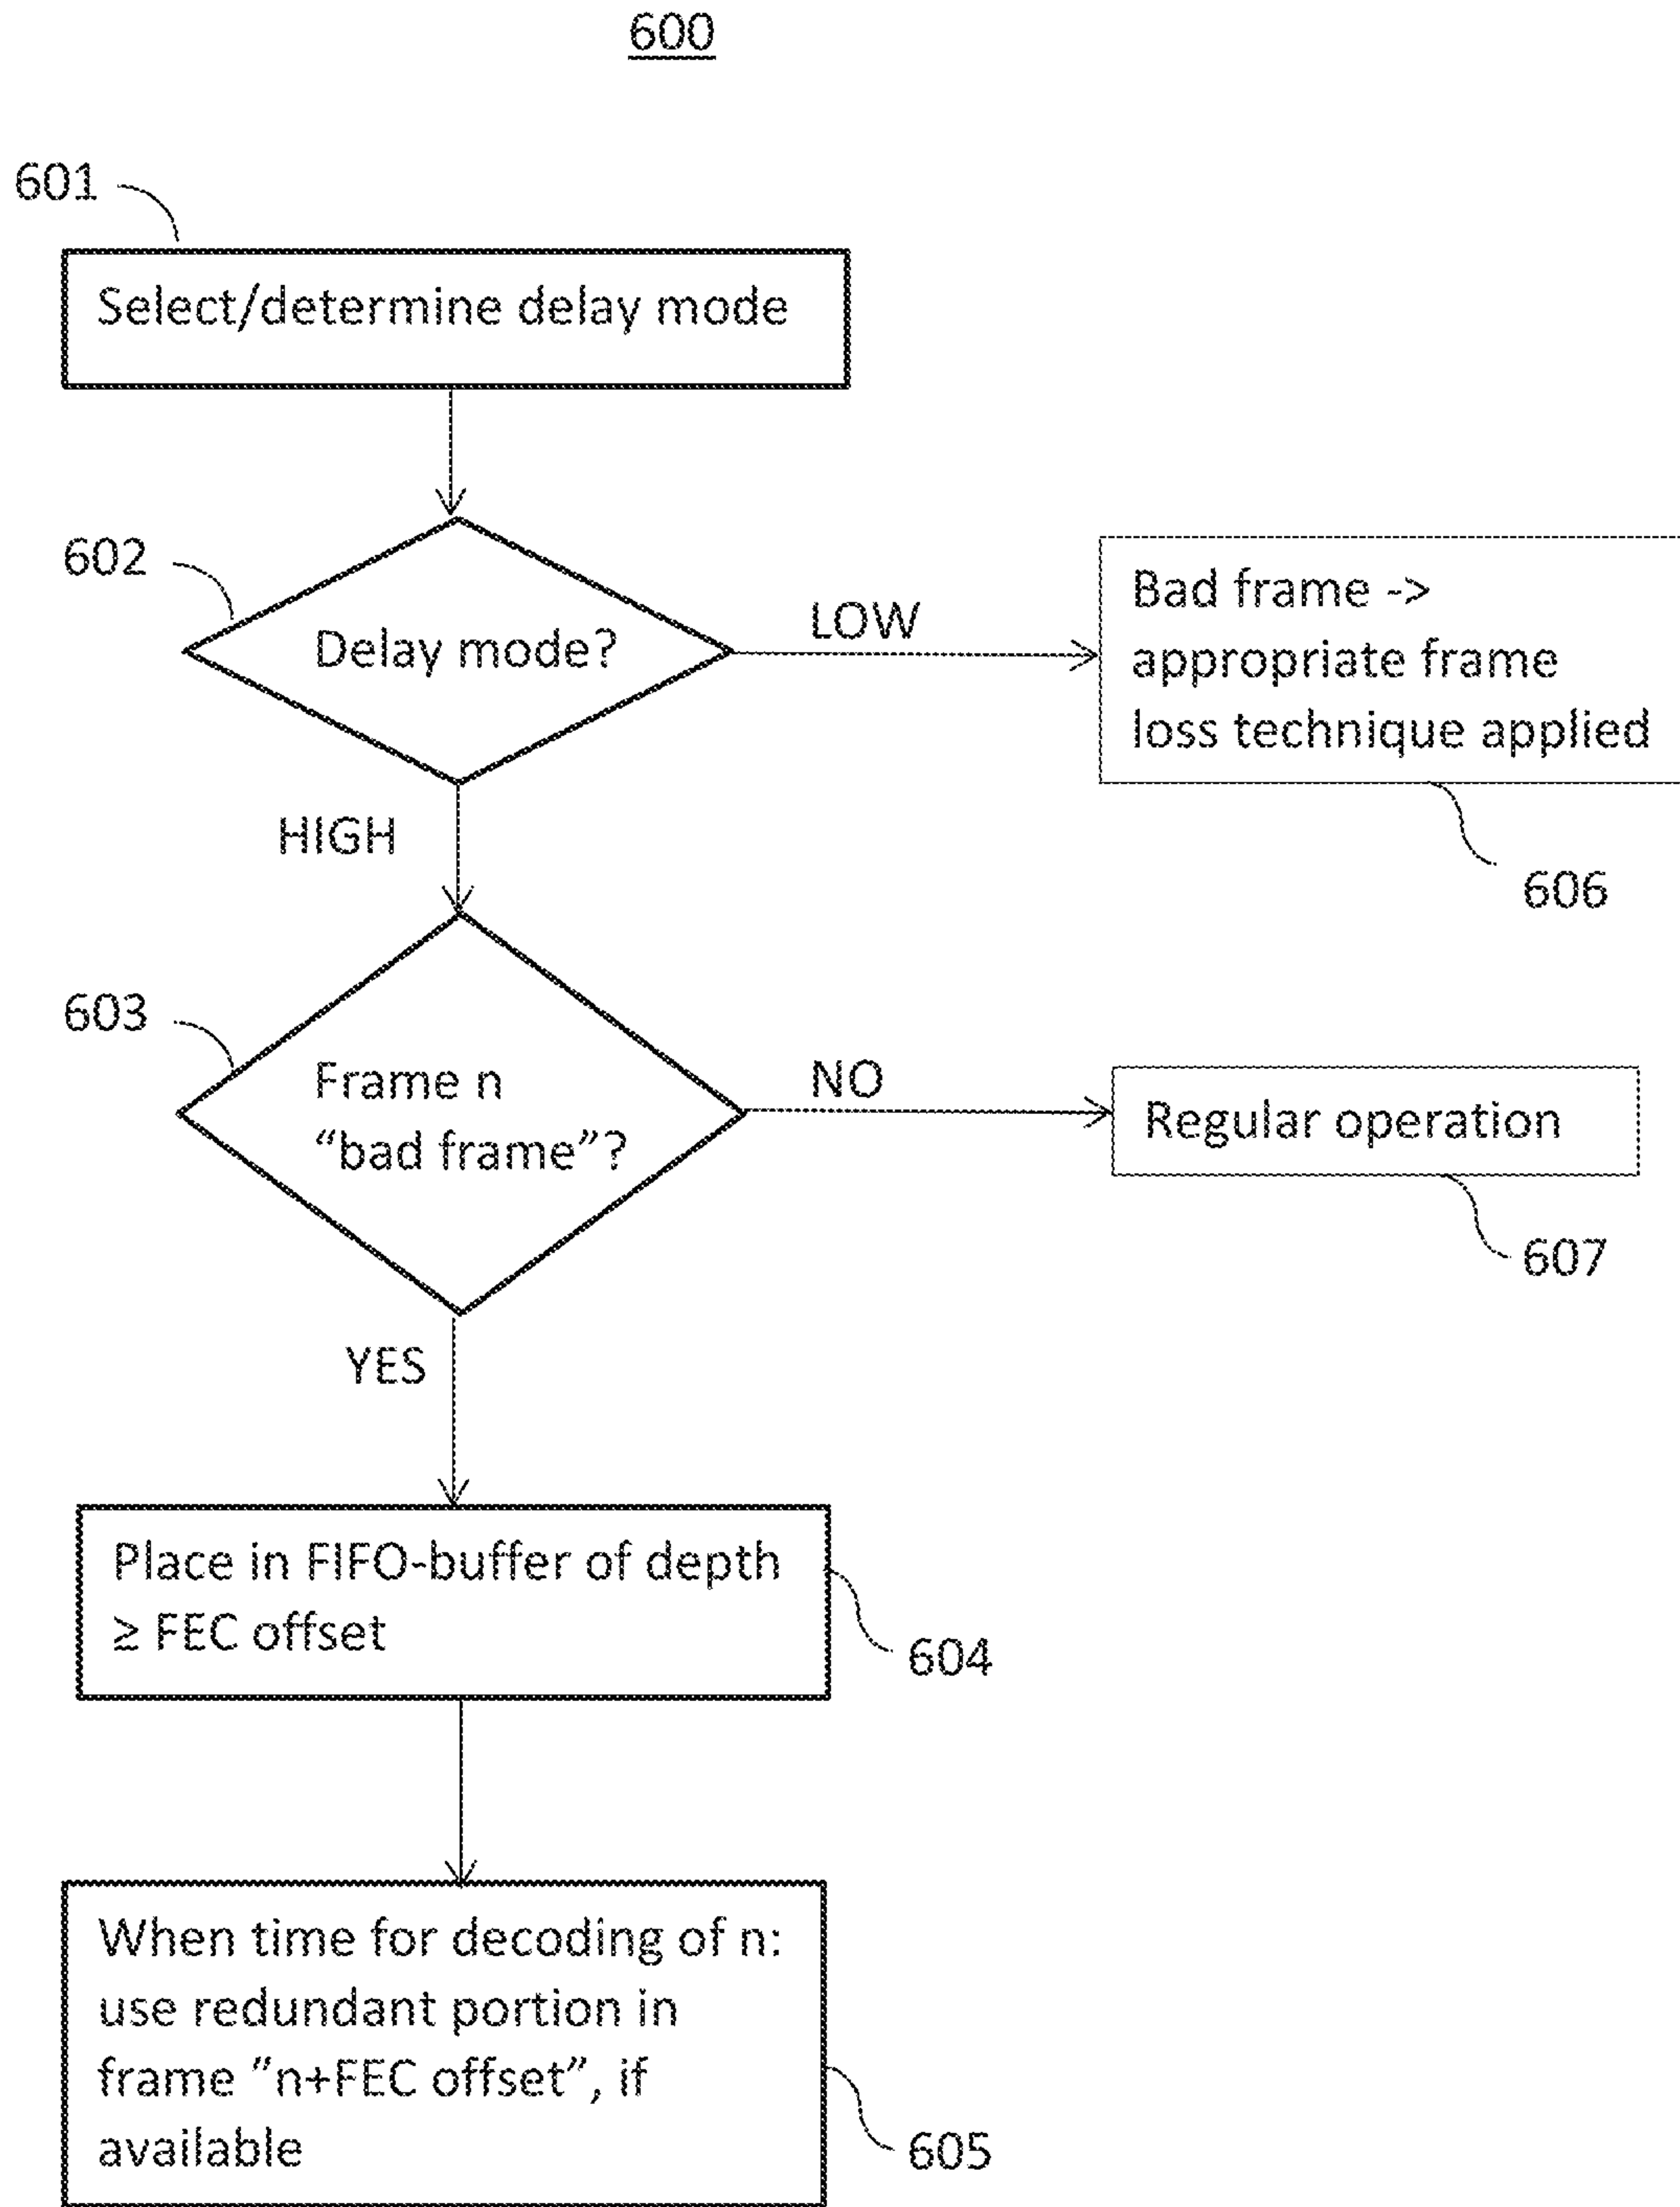 600
601
Select/determine delay mode
602
Delay mode?
LOW
Bad frame ->
appropriate frame
loss technique applied
606
HIGH
603
Frame n
“bad frame”?
NO
Regular operation
607
YES
Place in FIFO-buffer of depth
≥ FEC offset
604
When time for decoding of n:
use redundant portion in
frame ”n+FEC offset”, if
available
605